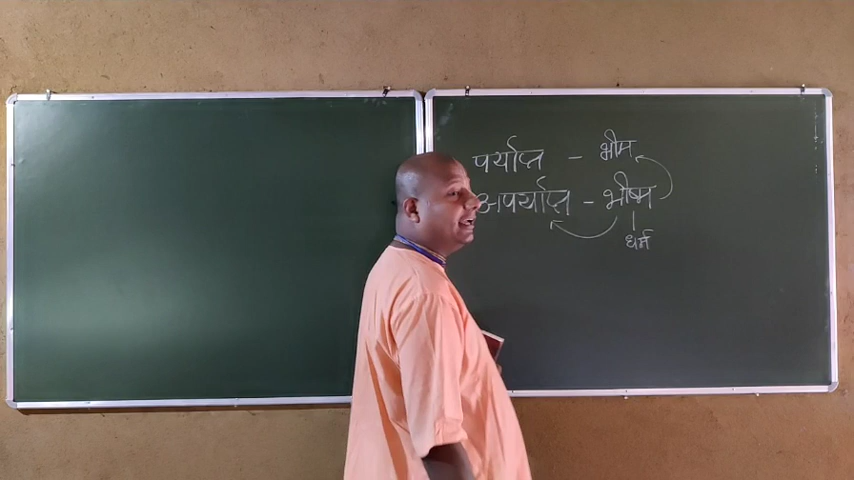 पर्याप्त - भीम
अपर्याप्त - भीष्म
धर्म